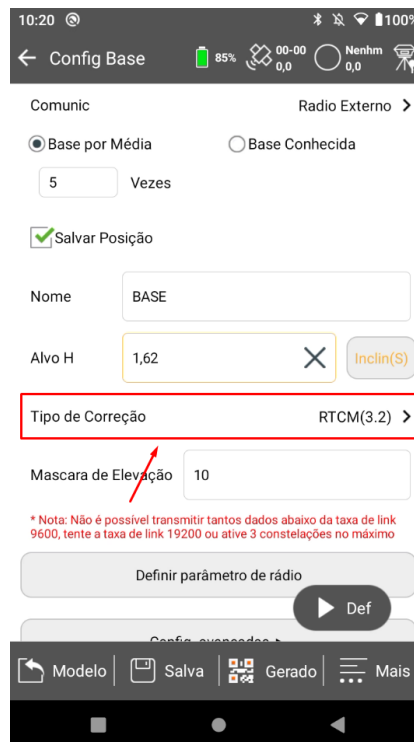 10:20 100%
Config Base 85% 00-00 0,0 Nenhm 0,0
Comunic Radio Externo >
Base por Média Base Conhecida
5 Vezes
Salvar Posição
Nome BASE
Alvo H 1,62 Inclin(S)
Tipo de Correção RTCM(3.2) >
Mascara de Elevação 10
* Nota: Não é possível transmitir tantos dados abaixo da taxa de link
9600, tente a taxa de link 19200 ou ative 3 constelações no máximo
Definir parâmetro de rádio
Def
Modelo Salva Gerado Mais